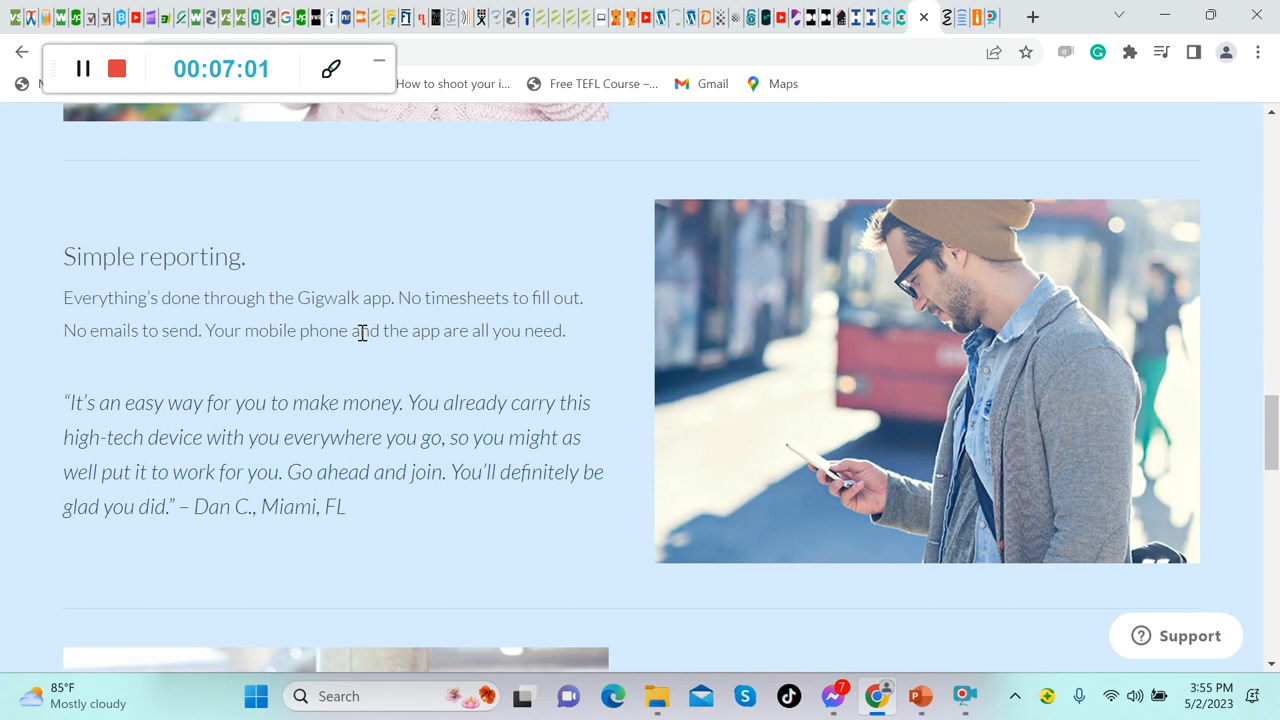 00:07:01
How to shoot your i...
Free TEFL Course –...
Gmail
Maps
Simple reporting.
Everything's done through the Gigwalk app. No timesheets to fill out.
No emails to send. Your mobile phone and the app are all you need.
“It’s an easy way for you to make money. You already carry this
high-tech device with you everywhere you go, so you might as
well put it to work for you. Go ahead and join. You’ll definitely be
glad you did.” – Dan C., Miami, FL
Support
85°F
Mostly cloudy
Search
7
3:55 PM
5/2/2023